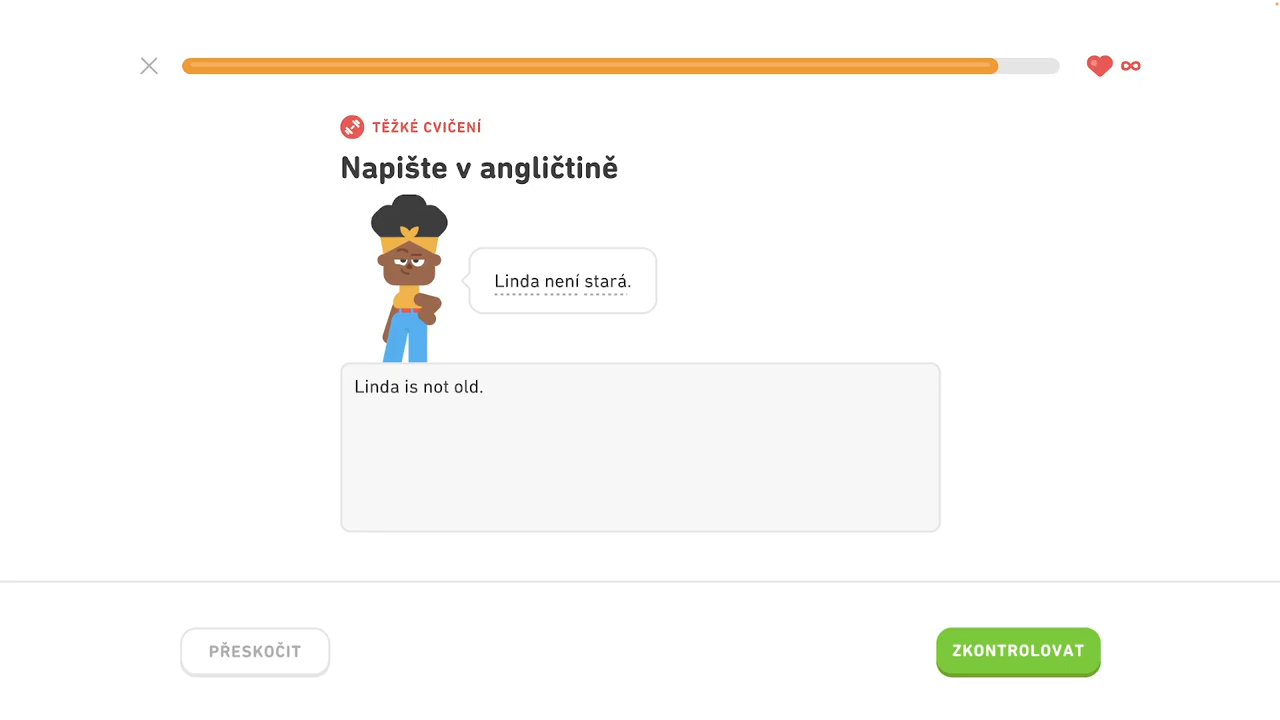 ∞
TĚŽKÉ CVIČENÍ
Napište v angličtině
Linda není stará.
Linda is not old.
PŘESKOČIT
ZKONTROLOVAT